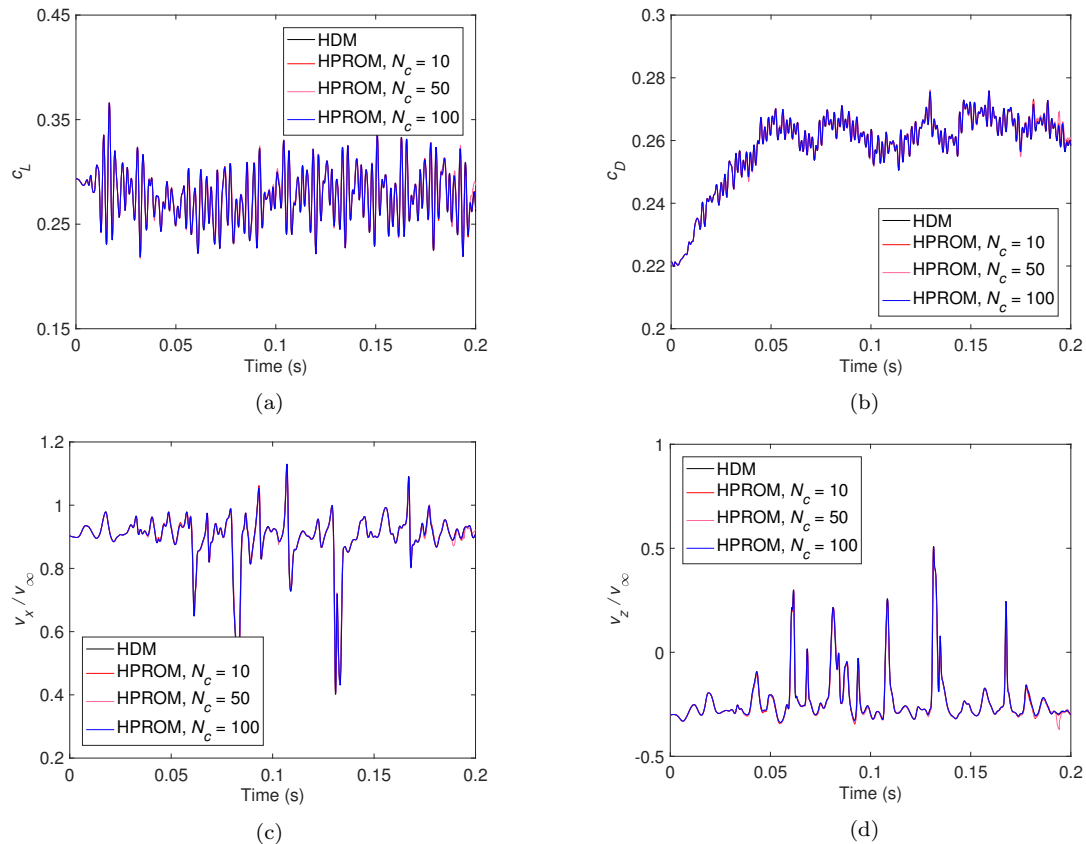 0.45
0.35
0.25
0.15
c_L
HDM
HPROM, N_c = 10
HPROM, N_c = 50
HPROM, N_c = 100
0 0.05 0.1 0.15 0.2
Time (s)
(a)
0.3
0.28
0.26
0.24
0.22
0.2
c_D
HDM
HPROM, N_c = 10
HPROM, N_c = 50
HPROM, N_c = 100
0 0.05 0.1 0.15 0.2
Time (s)
(b)
1.2
1
0.8
0.6
0.4
0.2
v_x / v_∞
HDM
HPROM, N_c = 10
HPROM, N_c = 50
HPROM, N_c = 100
0 0.05 0.1 0.15 0.2
Time (s)
(c)
1
0.5
0
-0.5
v_z / v_∞
HDM
HPROM, N_c = 10
HPROM, N_c = 50
HPROM, N_c = 100
0 0.05 0.1 0.15 0.2
Time (s)
(d)